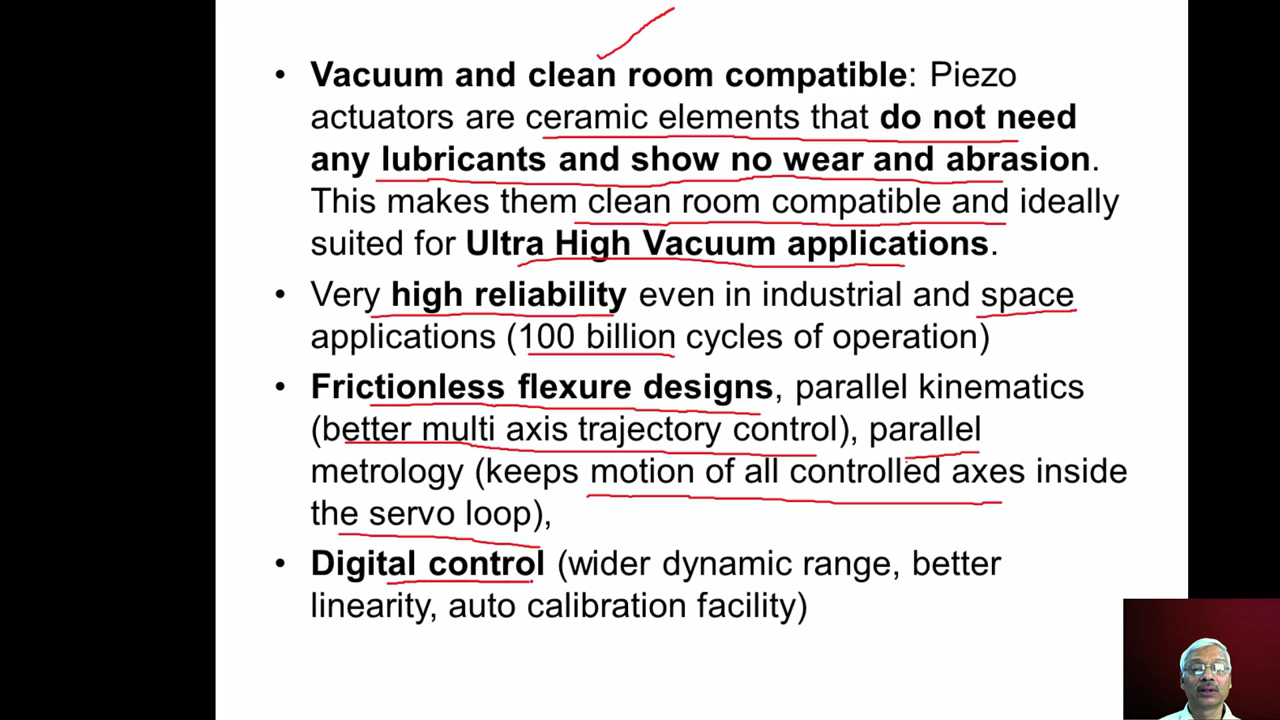 • Vacuum and clean room compatible: Piezo
actuators are ceramic elements that do not need
any lubricants and show no wear and abrasion.
This makes them clean room compatible and ideally
suited for Ultra High Vacuum applications.
• Very high reliability even in industrial and space
applications (100 billion cycles of operation)
• Frictionless flexure designs, parallel kinematics
(better multi axis trajectory control), parallel
metrology (keeps motion of all controlled axes inside
the servo loop),
• Digital control (wider dynamic range, better
linearity, auto calibration facility)